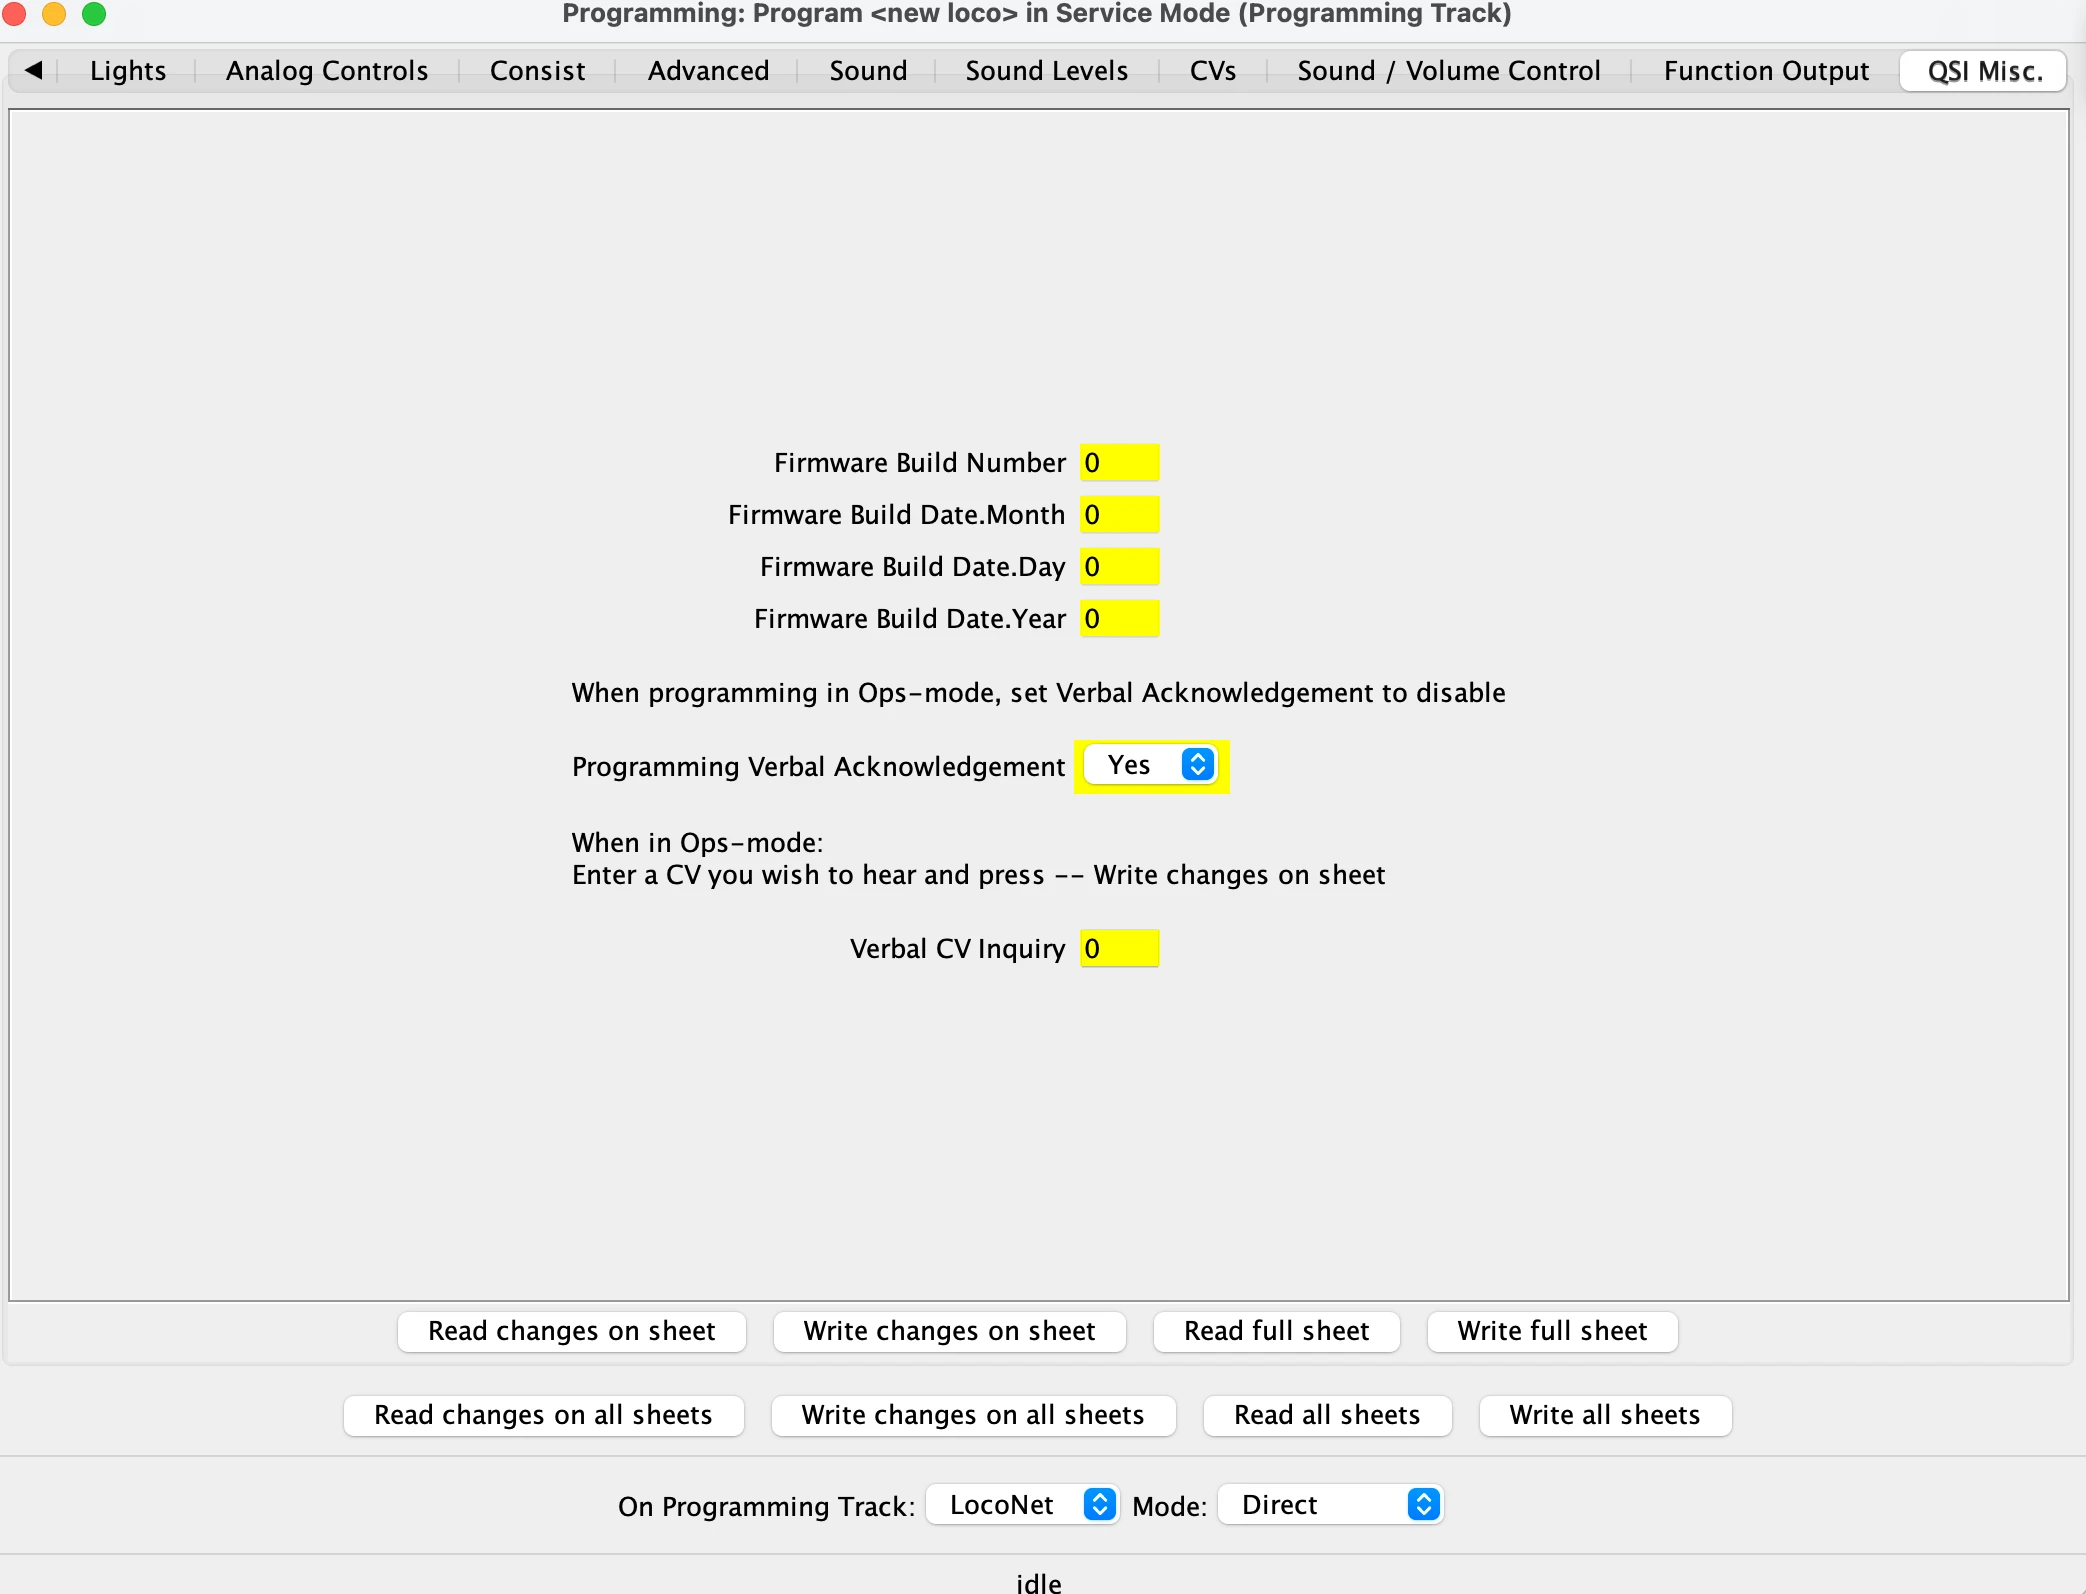 Programming: Program <new loco> in Service Mode (Programming Track)
Lights Analog Controls Consist Advanced Sound Sound Levels CVs Sound / Volume Control Function Output QSI Misc.
Firmware Build Number 0
Firmware Build Date.Month 0
Firmware Build Date.Day 0
Firmware Build Date.Year 0
When programming in Ops-mode, set Verbal Acknowledgement to disable
Programming Verbal Acknowledgement Yes
When in Ops-mode:
Enter a CV you wish to hear and press -- Write changes on sheet
Verbal CV Inquiry 0
Read changes on sheet Write changes on sheet Read full sheet Write full sheet
Read changes on all sheets Write changes on all sheets Read all sheets Write all sheets
On Programming Track: LocoNet Mode: Direct
idle